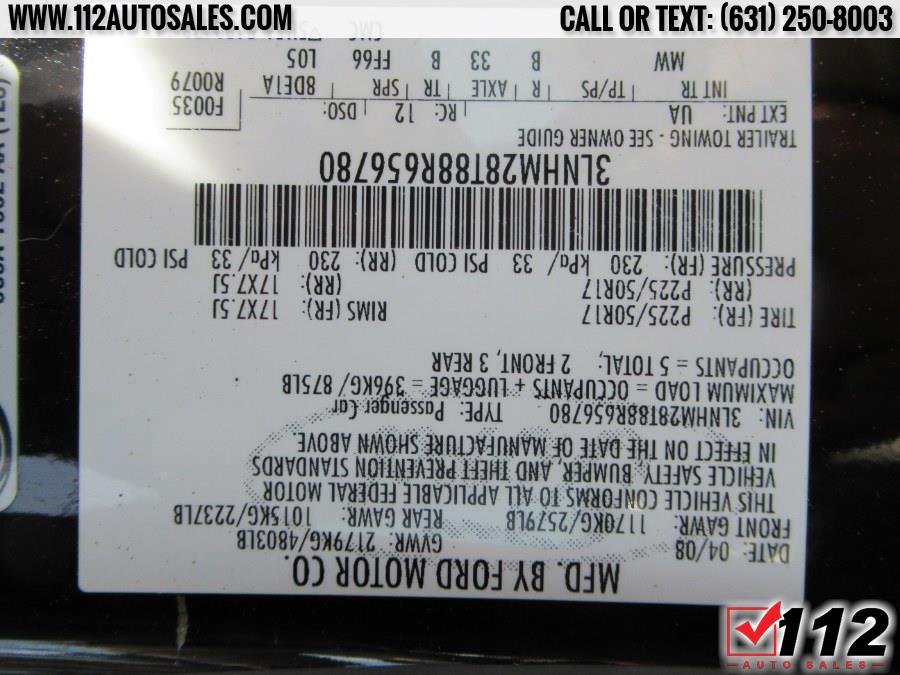 WWW.112AUTOSALES.COM
CALL OR TEXT: (631) 250-8003
MFD. BY FORD MOTOR CO.
DATE: 04/08 GVWR: 2179KG/4803LB
FRONT GAWR: REAR GAWR:
1170KG/2579LB 1015KG/2237LB
THIS VEHICLE CONFORMS TO ALL APPLICABLE FEDERAL MOTOR
VEHICLE SAFETY, BUMPER, AND THEFT PREVENTION STANDARDS
IN EFFECT ON THE DATE OF MANUFACTURE SHOWN ABOVE
VIN: 3LNHM28T88R656780 TYPE: Passenger Car
MAXIMUM LOAD = OCCUPANTS + LUGGAGE = 396KG/ 875LB
OCCUPANTS = 5 TOTAL, 2 FRONT, 3 REAR
TIRE (FR): P225/50R17 RIMS (FR): 17X7.5J
(RR): P225/50R17 (RR): 17X7.5J
PRESSURE (FR): 230 kPa/ 33 PSI COLD (RR): 230 kPa/ 33 PSI COLD
3LNHM28T88R656780
TRAILER TOWING - SEE OWNER GUIDE
EXT PNT: UA RC: 12 DSO: F0035
INT TR TP/PS R AXLE TR SPR 8DE1A R0079
MW B 33 B FF66 L05
112
AUTO SALES